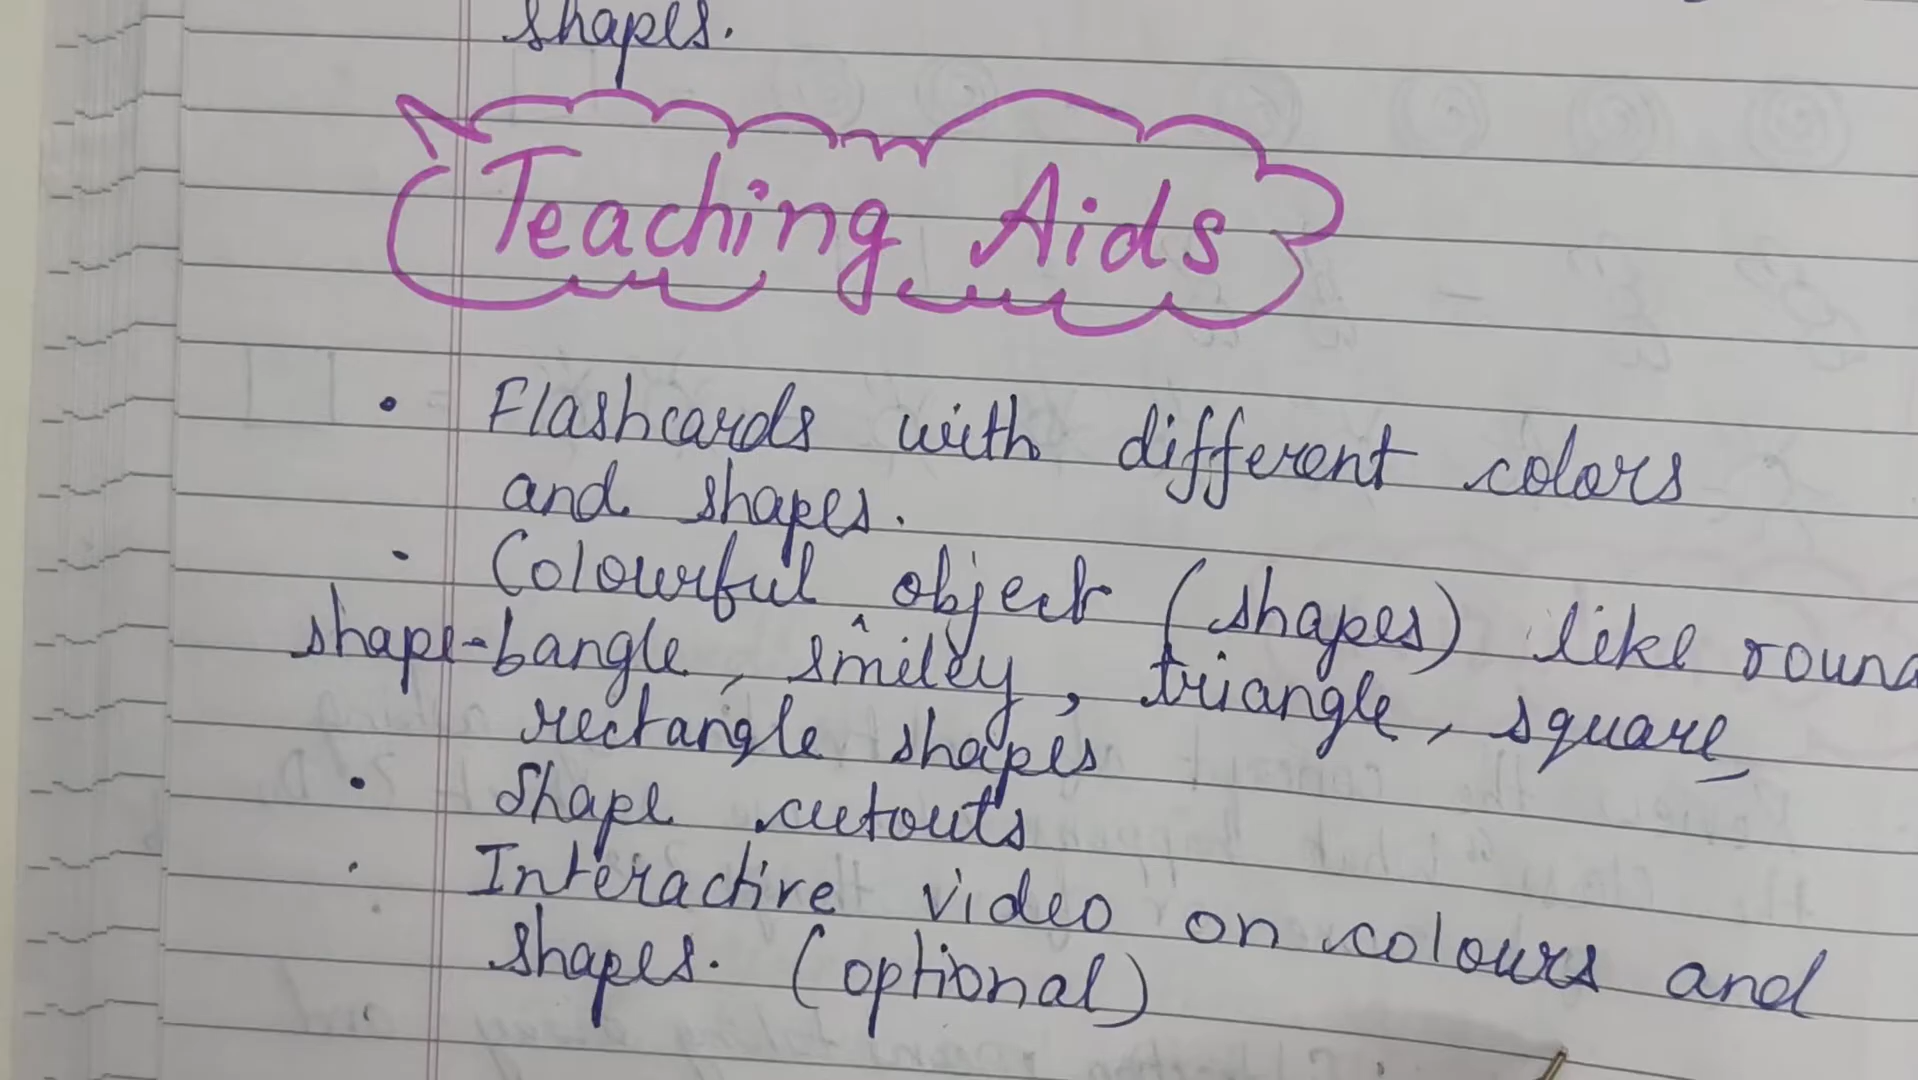 shapes.
Teaching Aids
• Flashcards with different colors
and shapes.
• Colourful object (shapes) like round
shape-bangle, smiley, triangle, square,
rectangle shapes
• Shape cutouts
• Interactive video on colours and
shapes. (optional)